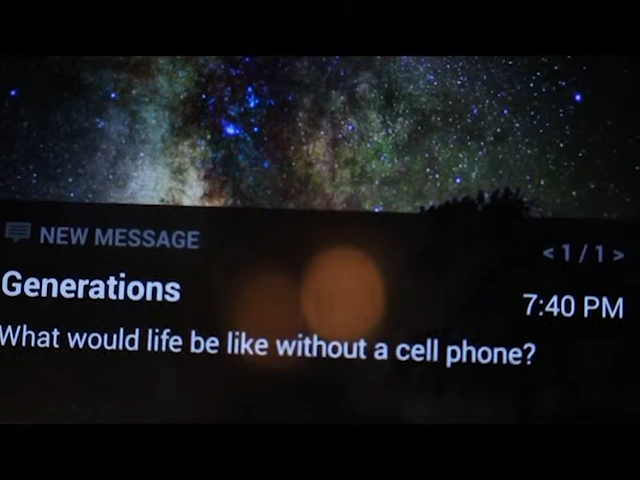 NEW MESSAGE
<1/1>
Generations
7:40 PM
What would life be like without a cell phone?